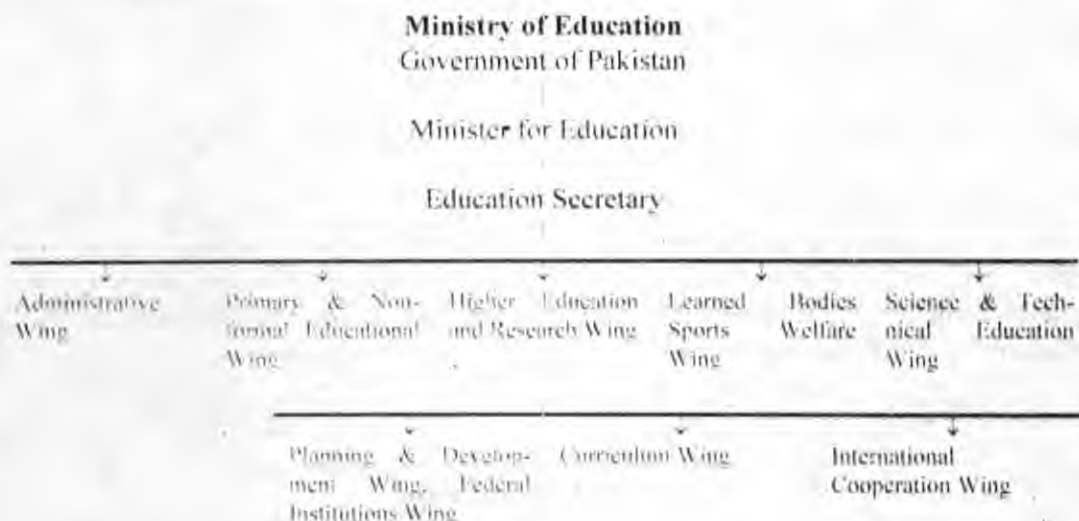 Ministry of Education
Government of Pakistan
Minister for Education
Education Secretary
Administrative
Wing
Primary & Non-
formal Educational
Wing
Higher Education
and Research Wing
Learned Bodies
Sports Welfare
Wing
Science & Tech-
nical Education
Wing
Planning & Develop-
ment Wing, Federal
Institutions Wing
Curriculum Wing
International
Cooperation Wing